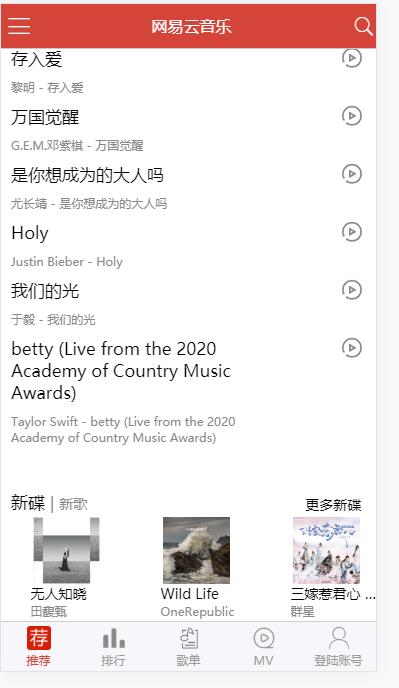 网易云音乐
存入爱
黎明 - 存入爱
万国觉醒
G.E.M.邓紫棋 - 万国觉醒
是你想成为的大人吗
尤长靖 - 是你想成为的大人吗
Holy
Justin Bieber - Holy
我们的光
于毅 - 我们的光
betty (Live from the 2020
Academy of Country Music
Awards)
Taylor Swift - betty (Live from the 2020
Academy of Country Music Awards)
新碟 | 新歌 更多新碟
无人知晓 Wild Life 三嫁惹君心 ...
田馥甄 OneRepublic 群星
荐
推荐 排行 歌单 MV 登陆账号